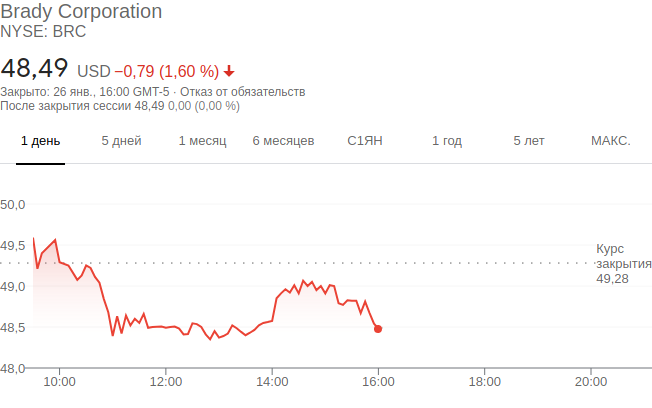 Brady Corporation
NYSE: BRC
48,49 USD −0,79 (1,60 %)
Закрыто: 26 янв., 16:00 GMT-5 · Отказ от обязательств
После закрытия сессии 48,49 0,00 (0,00 %)
1 день 5 дней 1 месяц 6 месяцев С1ЯН 1 год 5 лет МАКС.
50,0
49,5
Курс
закрытия
49,28
49,0
48,5
48,0
10:00 12:00 14:00 16:00 18:00 20:00